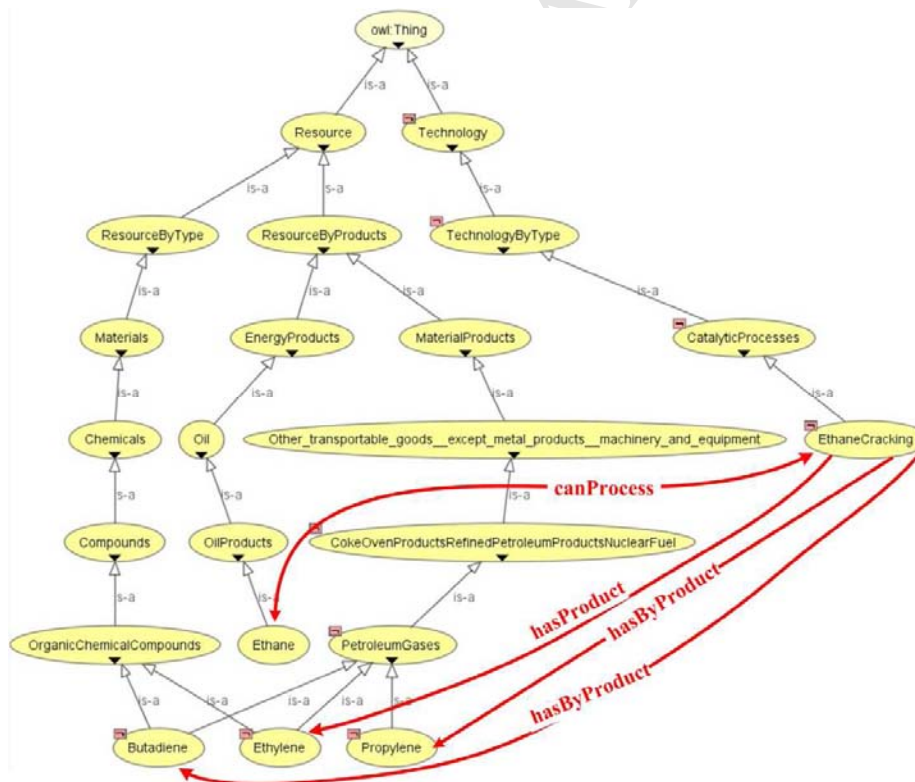 owl:Thing
is-a
is-a
Resource
Technology
is-a
s-a
is-a
ResourceByType
ResourceByProducts
TechnologyByType
is-a
is-a
is-a
is-a
Materials
EnergyProducts
MaterialProducts
CatalyticProcesses
is-a
is-a
is-a
is-a
Chemicals
Oil
Other_transportable_goods__except_metal_products__machinery_and_equipment
EthaneCracking
canProcess
s-a
is-a
is-a
Compounds
OilProducts
CokeOvenProductsRefinedPetroleumProductsNuclearFuel
s-a
is-a
is-a
hasProduct
hasByProduct
OrganicChemicalCompounds
Ethane
PetroleumGases
hasByProduct
is-a
is-a
is-a
is-a
s-a
Butadiene
Ethylene
Propylene